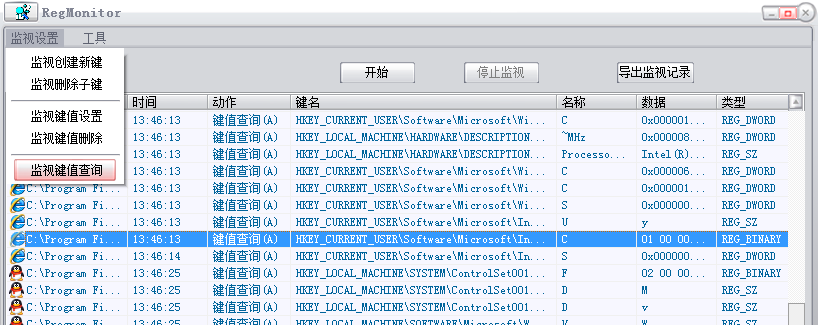 RegMonitor
监视设置 工具
监视创建新键
监视删除子键
监视键值设置
监视键值删除
监视键值查询
开始 停止监视 导出监视记录
时间 动作 键名 名称 数据 类型
13:46:13 键值查询(A) HKEY_CURRENT_USER\Software\Microsoft\Wi... C 0x000001... REG_DWORD
13:46:13 键值查询(A) HKEY_LOCAL_MACHINE\HARDWARE\DESCRIPTION... ~MHz 0x000008... REG_DWORD
13:46:13 键值查询(A) HKEY_LOCAL_MACHINE\HARDWARE\DESCRIPTION... Processo... Intel(R)... REG_SZ
13:46:13 键值查询(A) HKEY_CURRENT_USER\Software\Microsoft\Wi... C 0x000006... REG_DWORD
C:\Program Fi... 13:46:13 键值查询(A) HKEY_CURRENT_USER\Software\Microsoft\Wi... C 0x000001... REG_DWORD
C:\Program Fi... 13:46:13 键值查询(A) HKEY_CURRENT_USER\Software\Microsoft\Wi... S 0x000000... REG_DWORD
C:\Program Fi... 13:46:13 键值查询(A) HKEY_CURRENT_USER\Software\Microsoft\In... U y REG_SZ
C:\Program Fi... 13:46:13 键值查询(A) HKEY_CURRENT_USER\Software\Microsoft\In... C 01 00 00... REG_BINARY
C:\Program Fi... 13:46:14 键值查询(A) HKEY_CURRENT_USER\Software\Microsoft\In... S 0x000000... REG_DWORD
C:\Program Fi... 13:46:25 键值查询(A) HKEY_LOCAL_MACHINE\SYSTEM\ControlSet001... F 02 00 00... REG_BINARY
C:\Program Fi... 13:46:25 键值查询(A) HKEY_LOCAL_MACHINE\SYSTEM\ControlSet001... D M REG_SZ
C:\Program Fi... 13:46:25 键值查询(A) HKEY_LOCAL_MACHINE\SYSTEM\ControlSet001... D v REG_SZ
C:\Program Fi... 13:46:25 键值查询(A) HKEY_LOCAL_MACHINE\SOFTWARE\Microsoft\W... V W REG_SZ